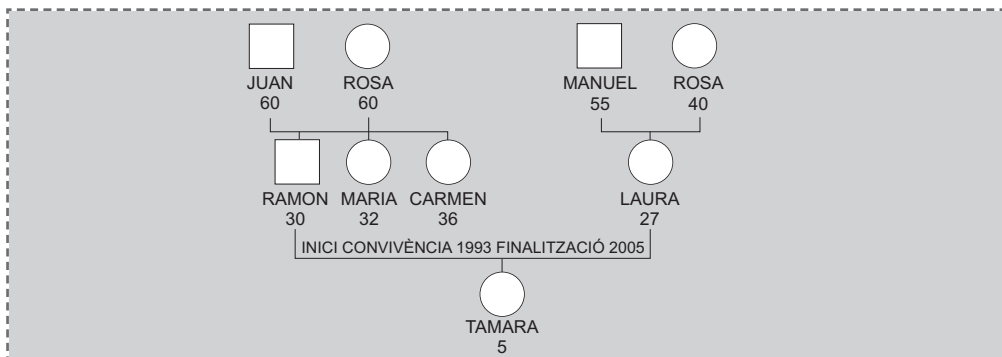 JUAN ROSA MANUEL ROSA
60 60 55 40
RAMON MARIA CARMEN LAURA
30 32 36 27
INICI CONVIVÈNCIA 1993 FINALITZACIÓ 2005
TAMARA
5